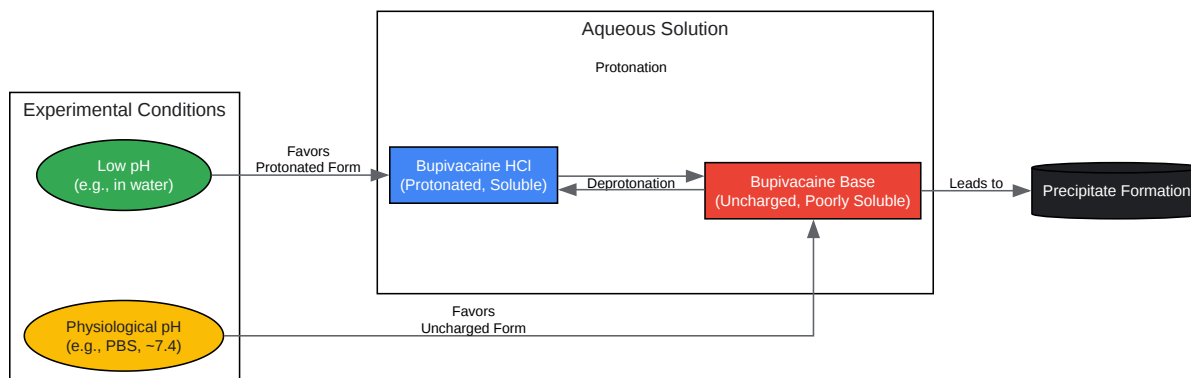 Aqueous Solution
Protonation
Experimental Conditions
Low pH
(e.g., in water)
Favors
Protonated Form
Bupivacaine HCl
(Protonated, Soluble)
Deprotonation
Bupivacaine Base
(Uncharged, Poorly Soluble)
Leads to
Precipitate Formation
Physiological pH
(e.g., PBS, ~7.4)
Favors
Uncharged Form